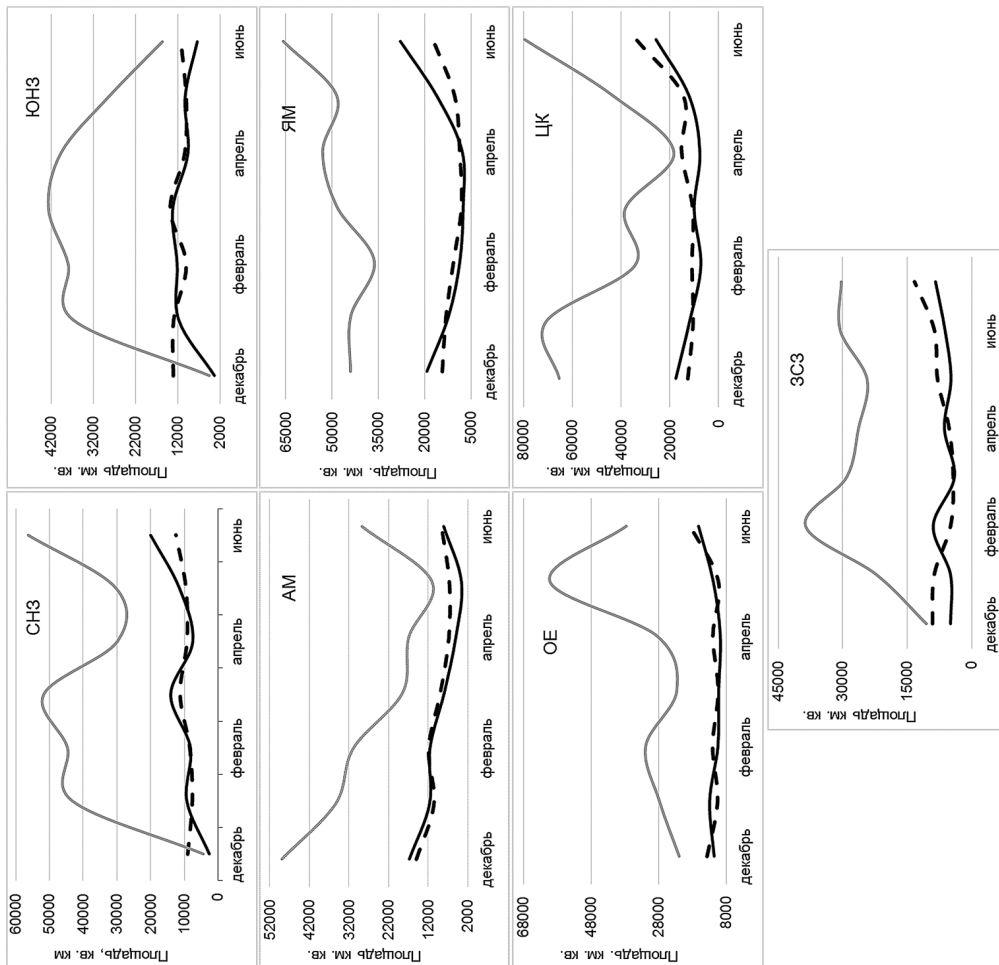 СНЗ
Площадь, кв. км
60000
50000
40000
30000
20000
10000
0
декабрь февраль апрель июнь
ЮНЗ
Площадь км. кв.
42000
32000
22000
12000
2000
декабрь февраль апрель июнь
АМ
Площадь км. кв.
52000
42000
32000
22000
12000
2000
декабрь февраль апрель июнь
ЯМ
Площадь. км. кв.
65000
50000
35000
20000
5000
декабрь февраль апрель июнь
ОЕ
Площадь км. кв.
68000
48000
28000
8000
декабрь февраль апрель июнь
ЦК
Площадь км. кв.
80000
60000
40000
20000
0
декабрь февраль апрель июнь
ЗСЗ
Площадь км. кв.
45000
30000
15000
0
декабрь февраль апрель июнь